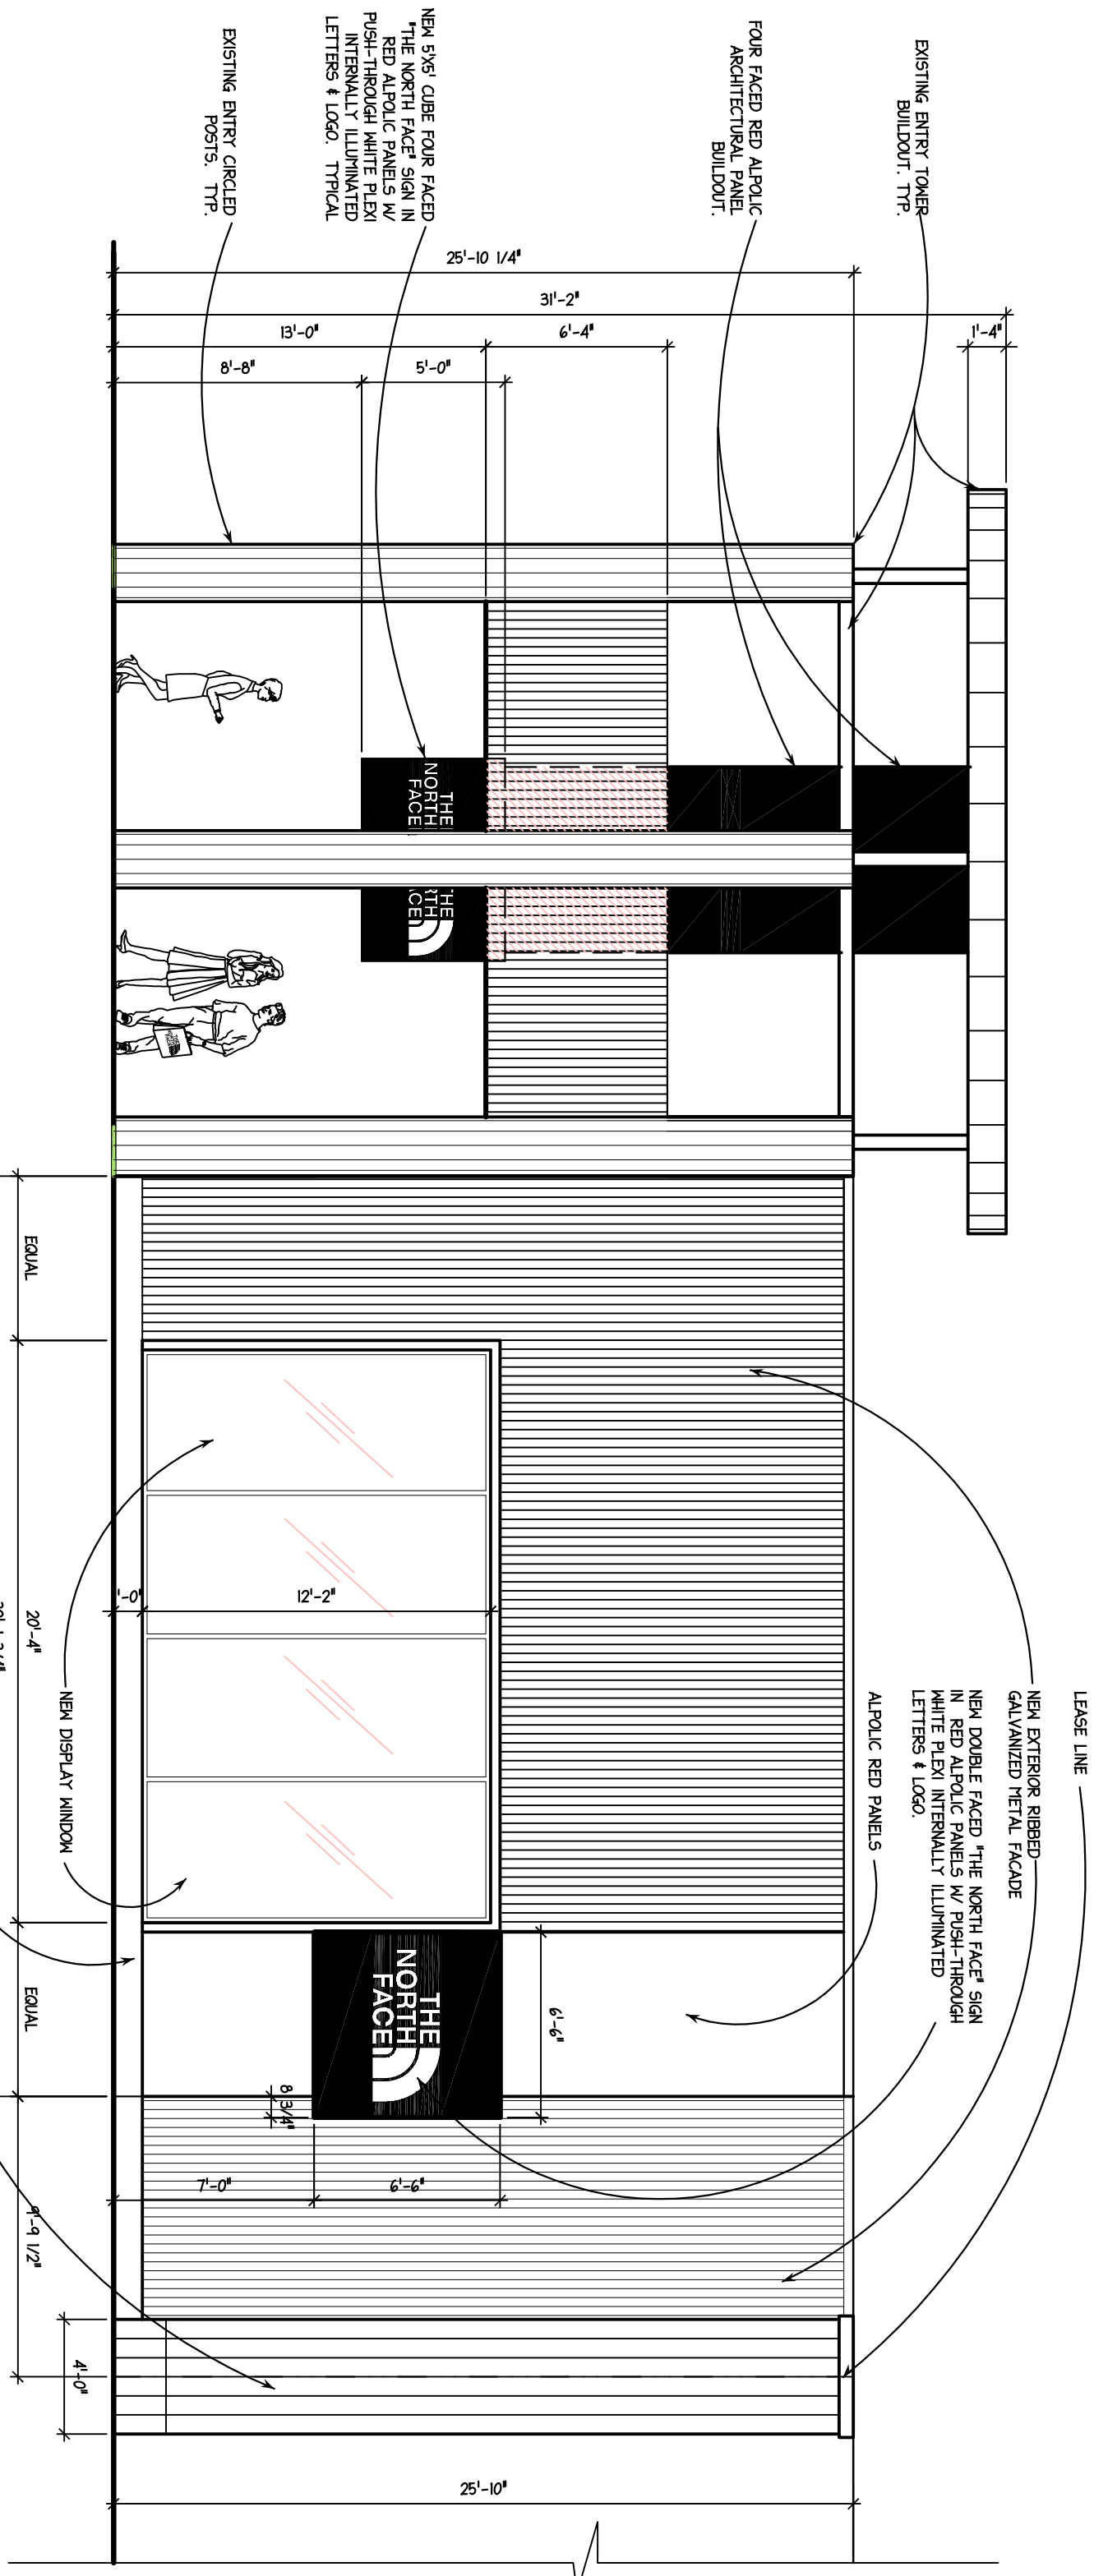 EXISTING ENTRY TOWER
BUILDOUT. TYP.
FOUR FACED RED ALPOLIC
ARCHITECTURAL PANEL
BUILDOUT.
NEW 5'X5' CUBE FOUR FACED
"THE NORTH FACE" SIGN IN
RED ALPOLIC PANELS W/
PUSH-THROUGH WHITE PLEXI
INTERNALLY ILLUMINATED
LETTERS & LOGO. TYPICAL
EXISTING ENTRY CIRCLED
POSTS. TYP.
1'-4"
31'-2"
25'-10 1/4"
6'-4"
13'-0"
5'-0"
8'-8"
THE
NORTH
FACE
THE
RTH
ACE
LEASE LINE
NEW EXTERIOR RIBBED
GALVANIZED METAL FACADE
NEW DOUBLE FACED "THE NORTH FACE" SIGN
IN RED ALPOLIC PANELS W/ PUSH-THROUGH
WHITE PLEXI INTERNALLY ILLUMINATED
LETTERS & LOGO.
ALPOLIC RED PANELS
6'-6"
THE
NORTH
FACE
8 3/4"
6'-6"
7'-0"
12'-2"
'-0"
25'-10"
NEW DISPLAY WINDOW
4'-0"
EQUAL
20'-4"
EQUAL
9'-9 1/2"